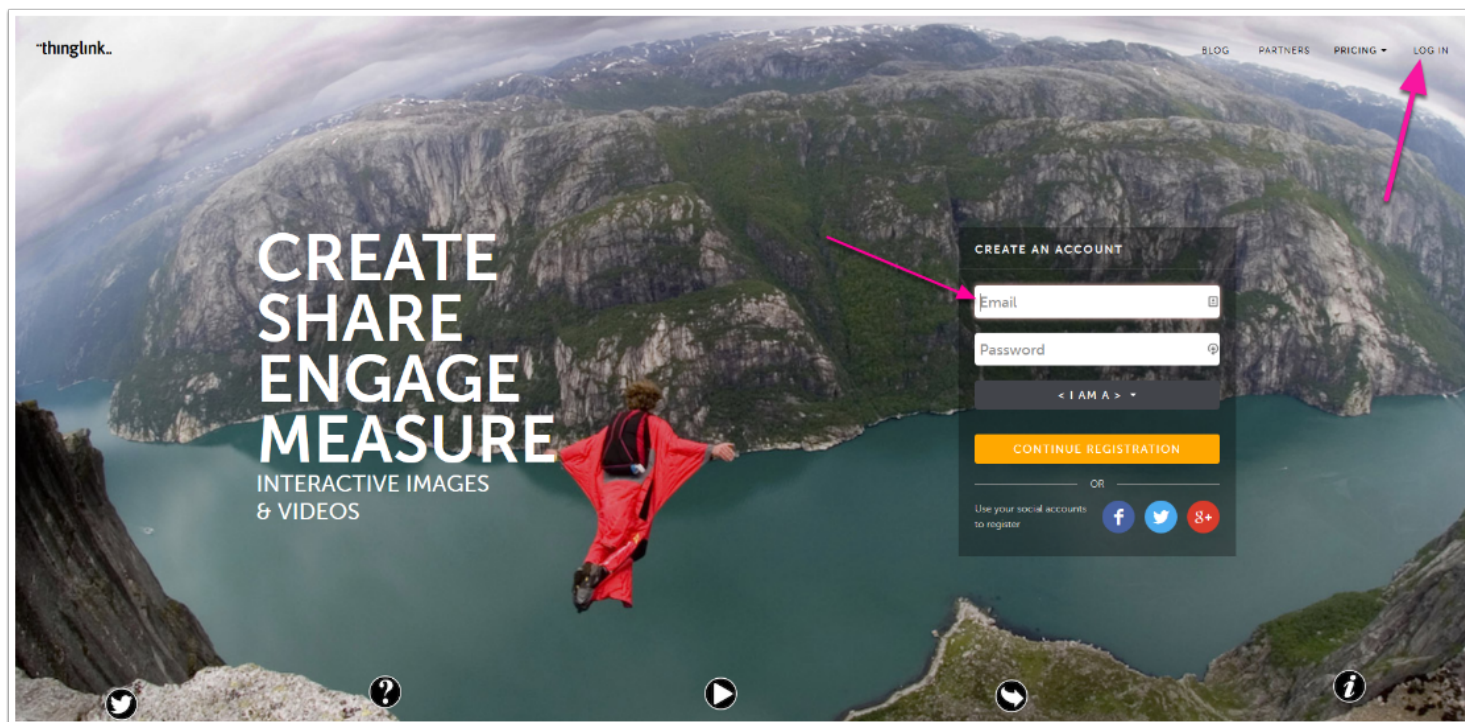 thinglink..
BLOG PARTNERS PRICING LOG IN
CREATE
SHARE
ENGAGE
MEASURE
INTERACTIVE IMAGES
& VIDEOS
CREATE AN ACCOUNT
Email
Password
< I AM A >
CONTINUE REGISTRATION
OR
Use your social accounts
to register
f
8+
?
i